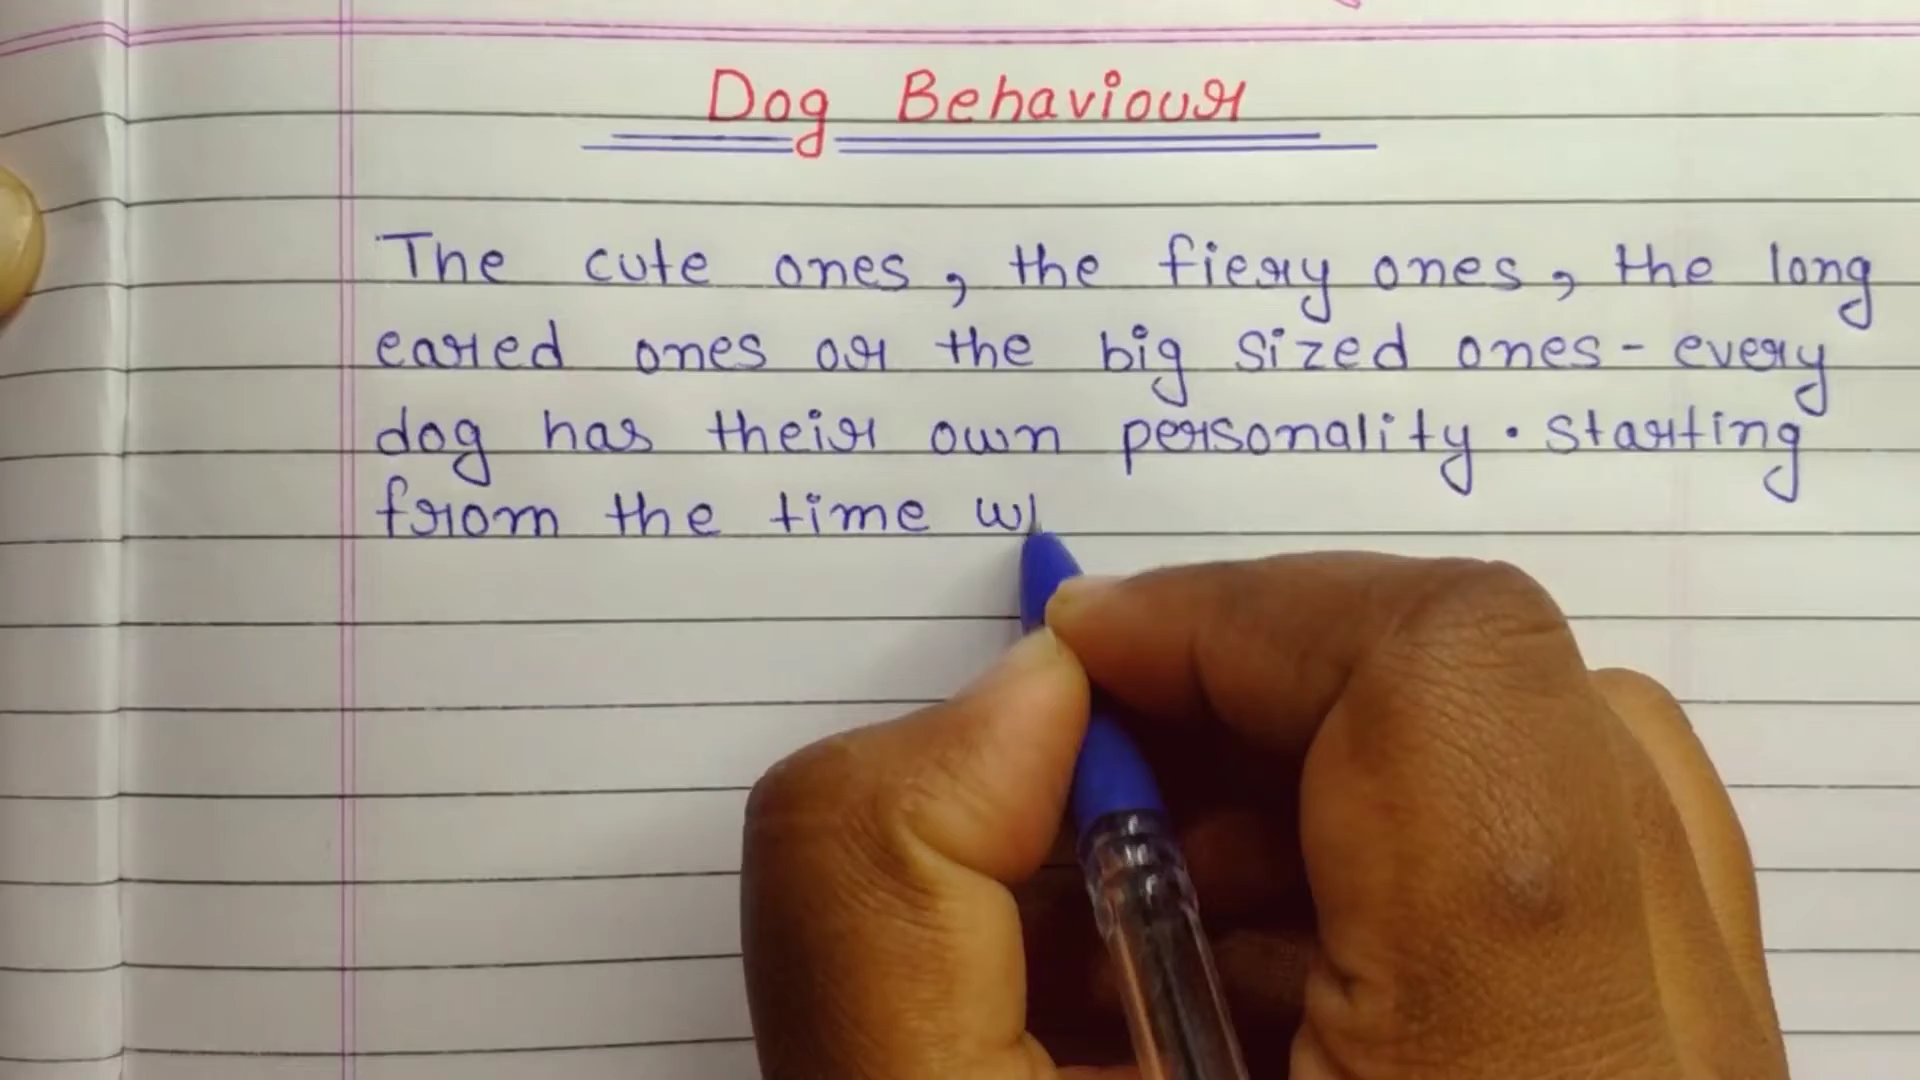 Dog Behaviour
The cute ones, the fiery ones, the long
eared ones or the big sized ones - every
dog has their own personality. Starting
from the time